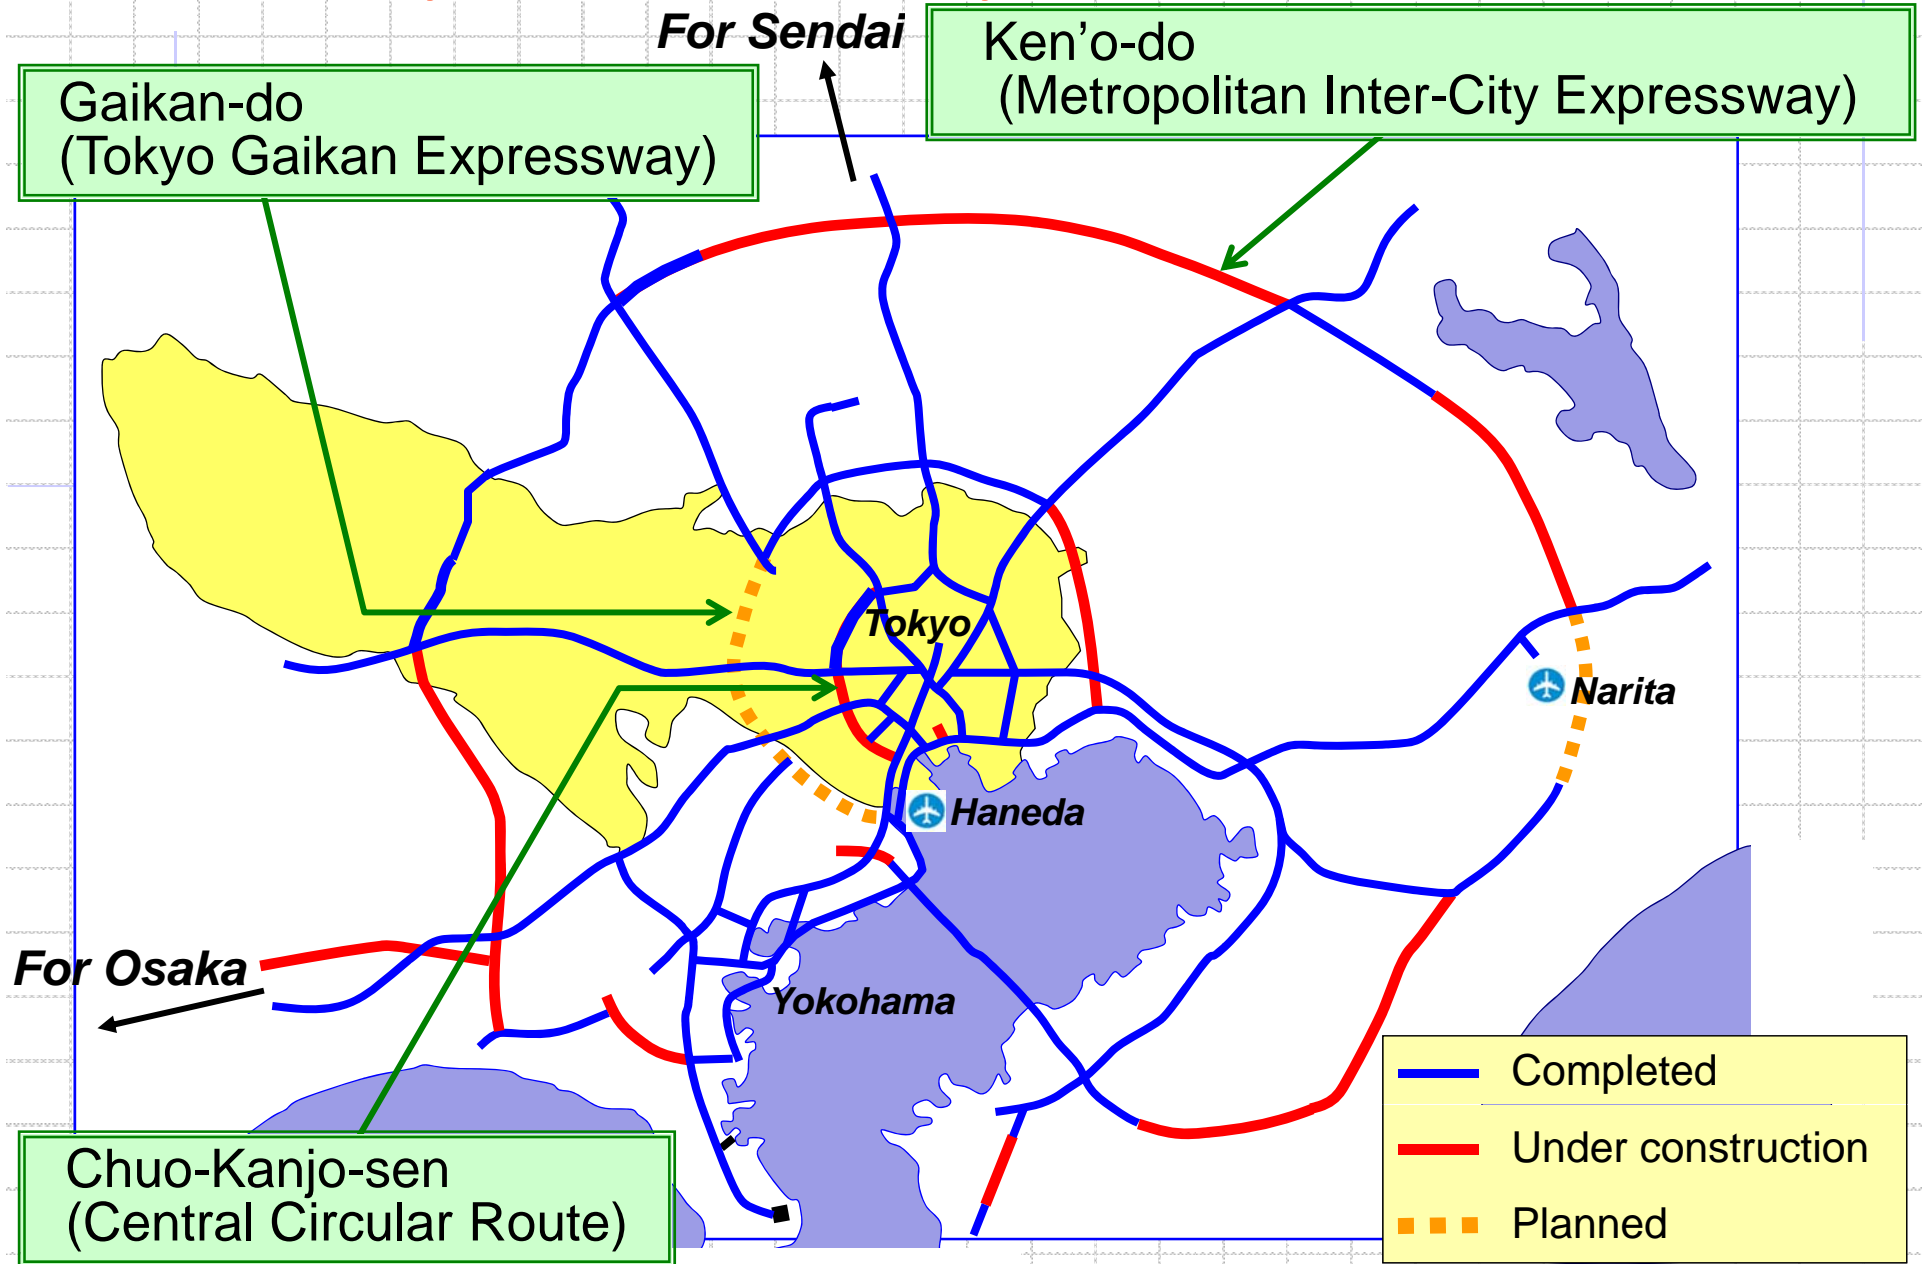 For Sendai
Ken’o-do
(Metropolitan Inter-City Expressway)
Gaikan-do
(Tokyo Gaikan Expressway)
Tokyo
Narita
Haneda
For Osaka
Yokohama
Completed
Under construction
Planned
Chuo-Kanjo-sen
(Central Circular Route)